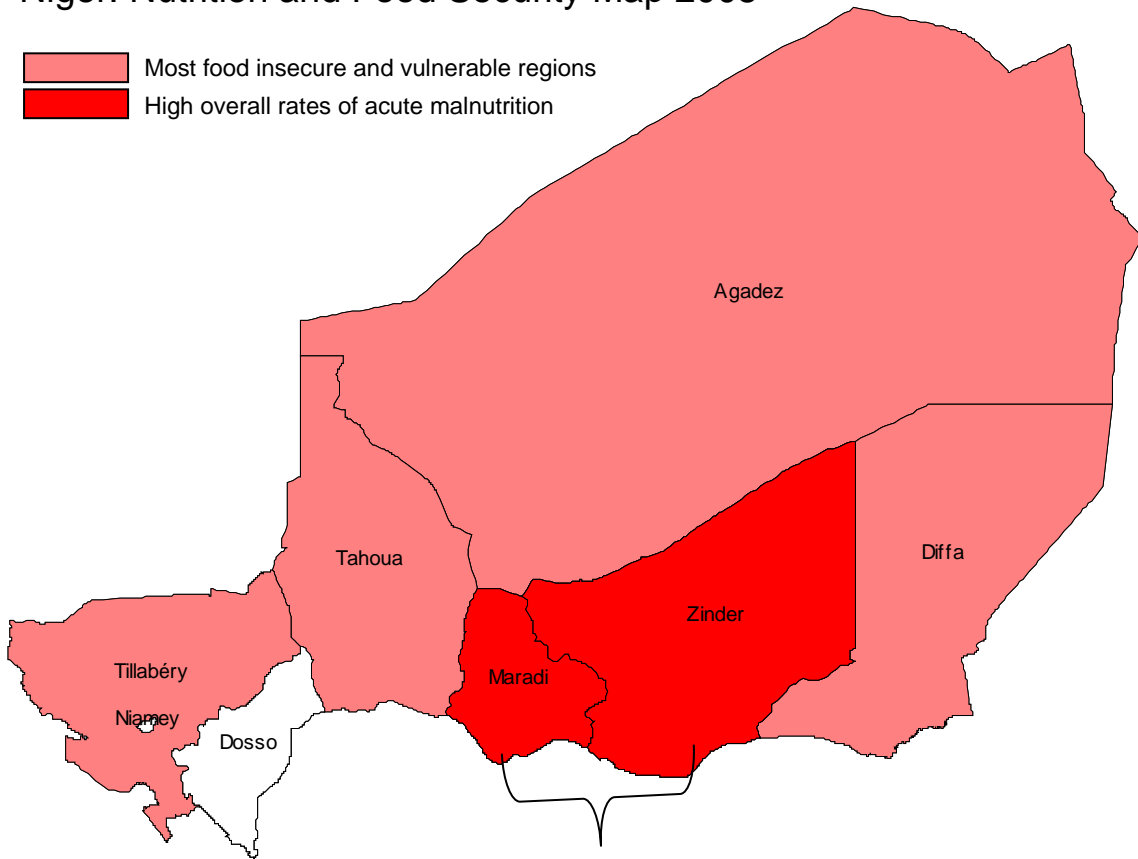 Most food insecure and vulnerable regions
High overall rates of acute malnutrition
Agadez
Tahoua
Diffa
Zinder
Tillabéry
Maradi
Niamey
Dosso